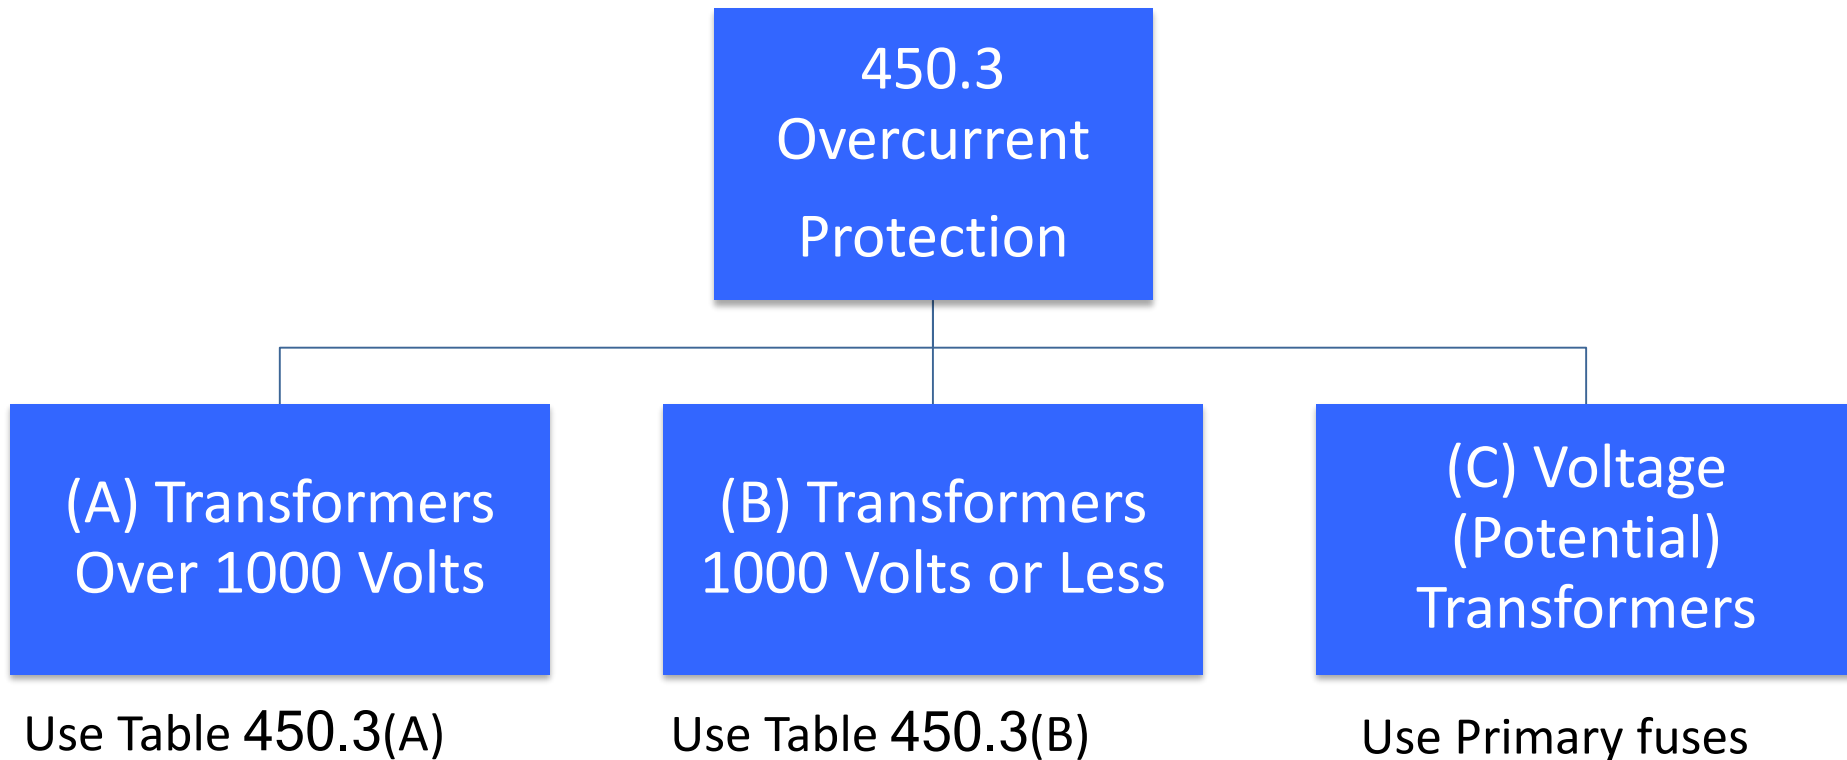 450.3
Overcurrent
Protection
(A) Transformers
Over 1000 Volts
(B) Transformers
1000 Volts or Less
(C) Voltage
(Potential)
Transformers
Use Table 450.3(A)
Use Table 450.3(B)
Use Primary fuses